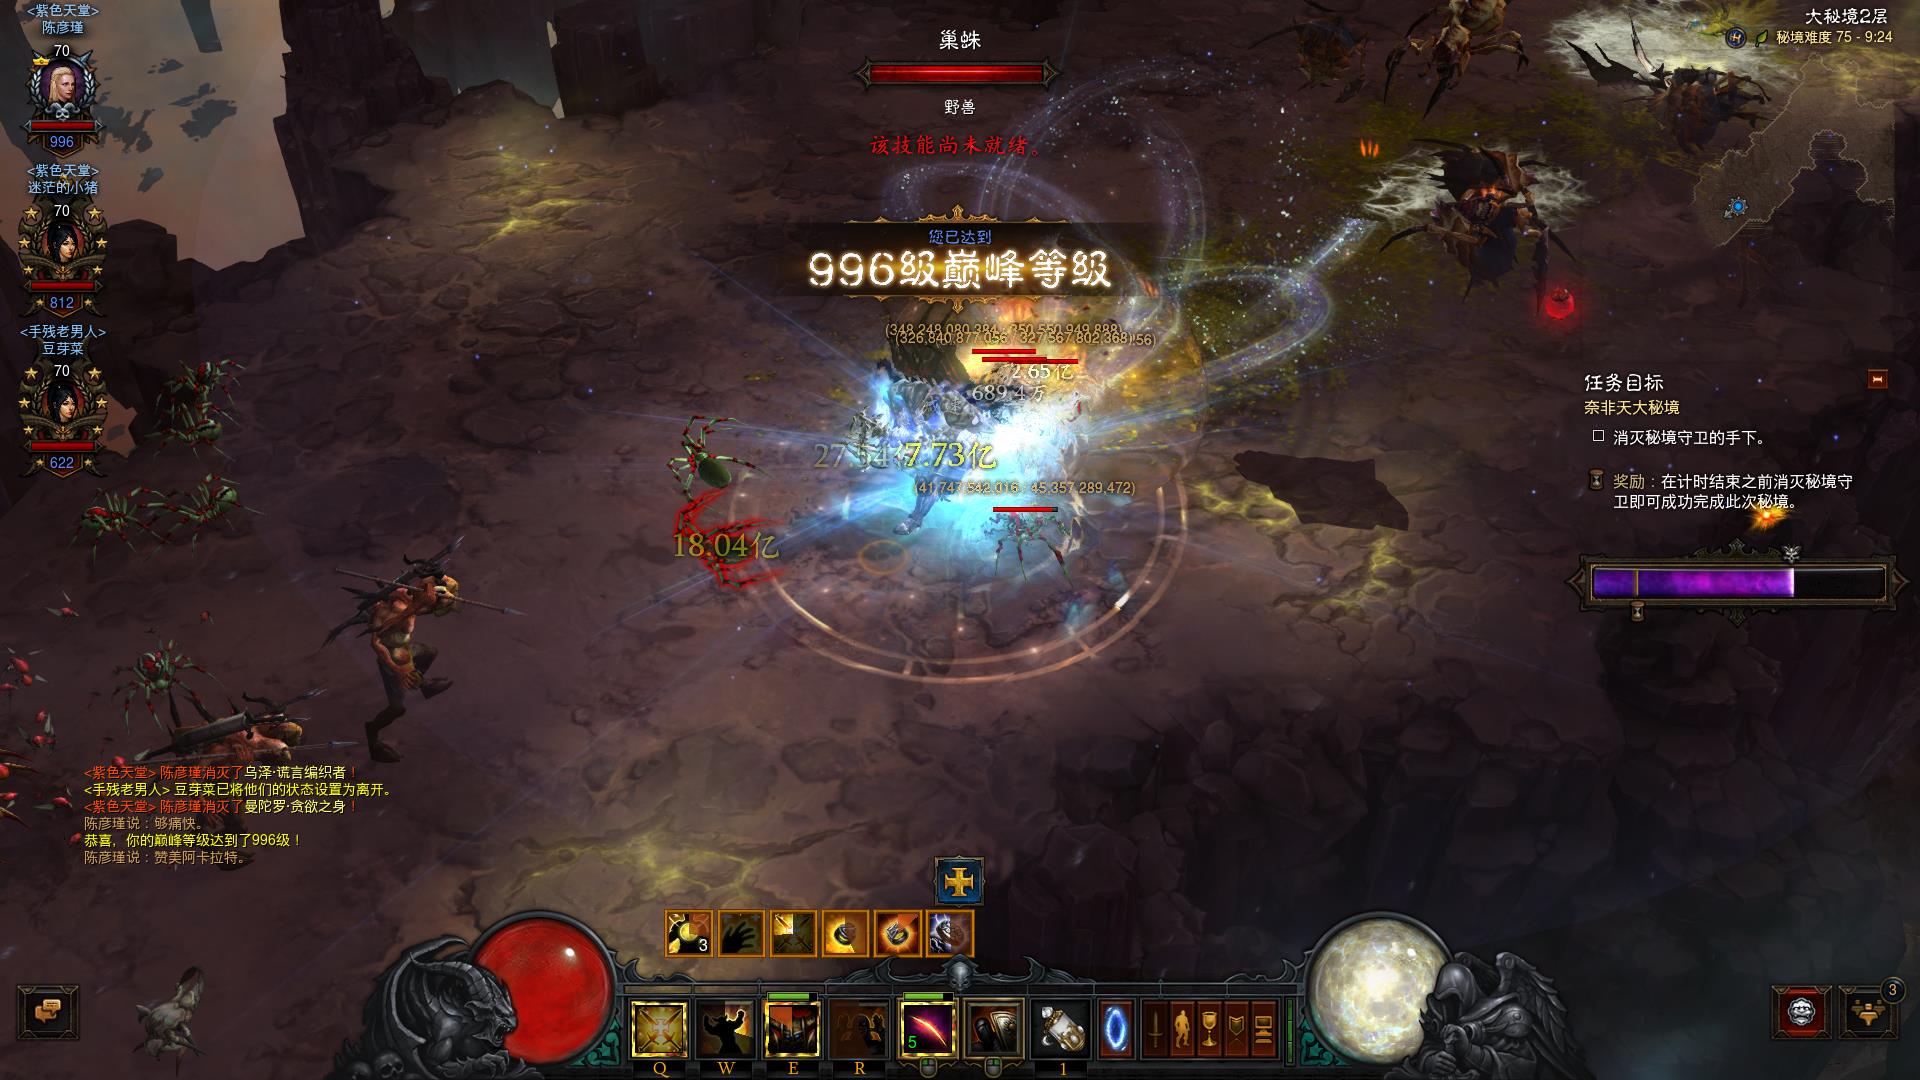 <紫色天堂>
陈彦瑾
70
996
<紫色天堂>
迷茫的小猪
70
812
<手残老男人>
豆芽菜
70
622
巢蛛
野兽
该技能尚未就绪。
您已达到
996级巅峰等级
2.65亿
689.4万
7.73亿
(41,747,542,016 / 45,357,289,472)
18.04亿
大秘境2层
秘境难度 75 - 9:24
任务目标
奈非天大秘境
消灭秘境守卫的手下。
奖励：在计时结束之前消灭秘境守
卫即可成功完成此次秘境。
<紫色天堂> 陈彦瑾消灭了乌泽·谎言编织者！
<手残老男人> 豆芽菜已将他们的状态设置为离开。
<紫色天堂> 陈彦瑾消灭了曼陀罗·贪欲之身！
陈彦瑾说：够痛快。
恭喜，你的巅峰等级达到了996级！
陈彦瑾说：赞美阿卡拉特。
3
5
Q W E R 1
3